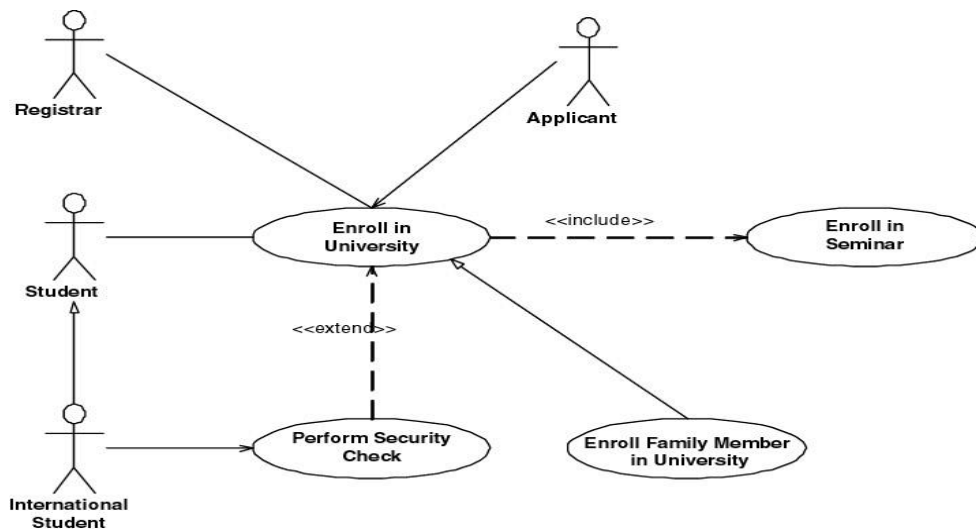 Registrar
Applicant
Enroll in
University
<<include>>
Enroll in
Seminar
Student
<<extend>>
Perform Security
Check
Enroll Family Member
in University
International
Student